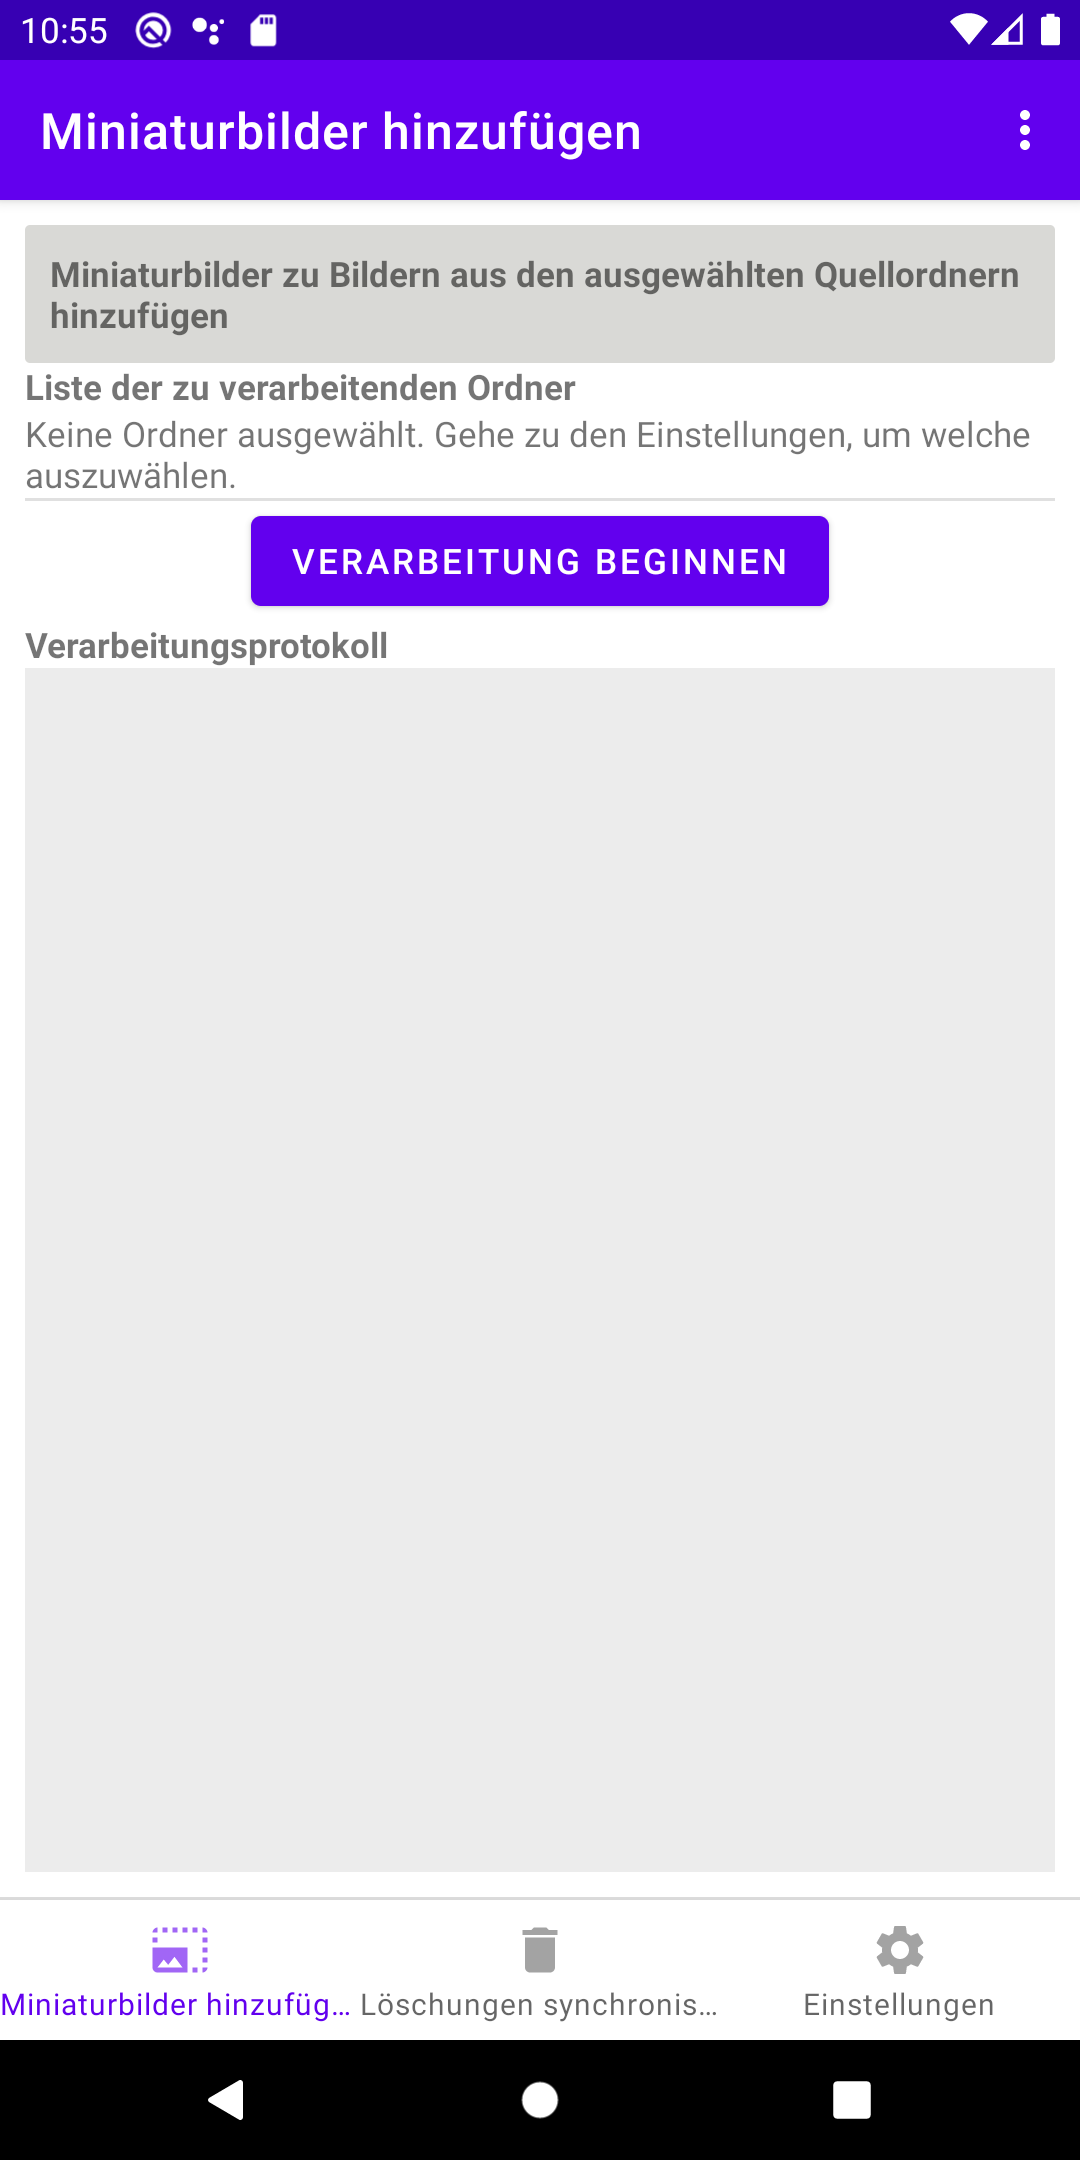 10:55
Miniaturbilder hinzufügen
Miniaturbilder zu Bildern aus den ausgewählten Quellordnern
hinzufügen
Liste der zu verarbeitenden Ordner
Keine Ordner ausgewählt. Gehe zu den Einstellungen, um welche
auszuwählen.
VERARBEITUNG BEGINNEN
Verarbeitungsprotokoll
Miniaturbilder hinzufüg... Löschungen synchronis... Einstellungen